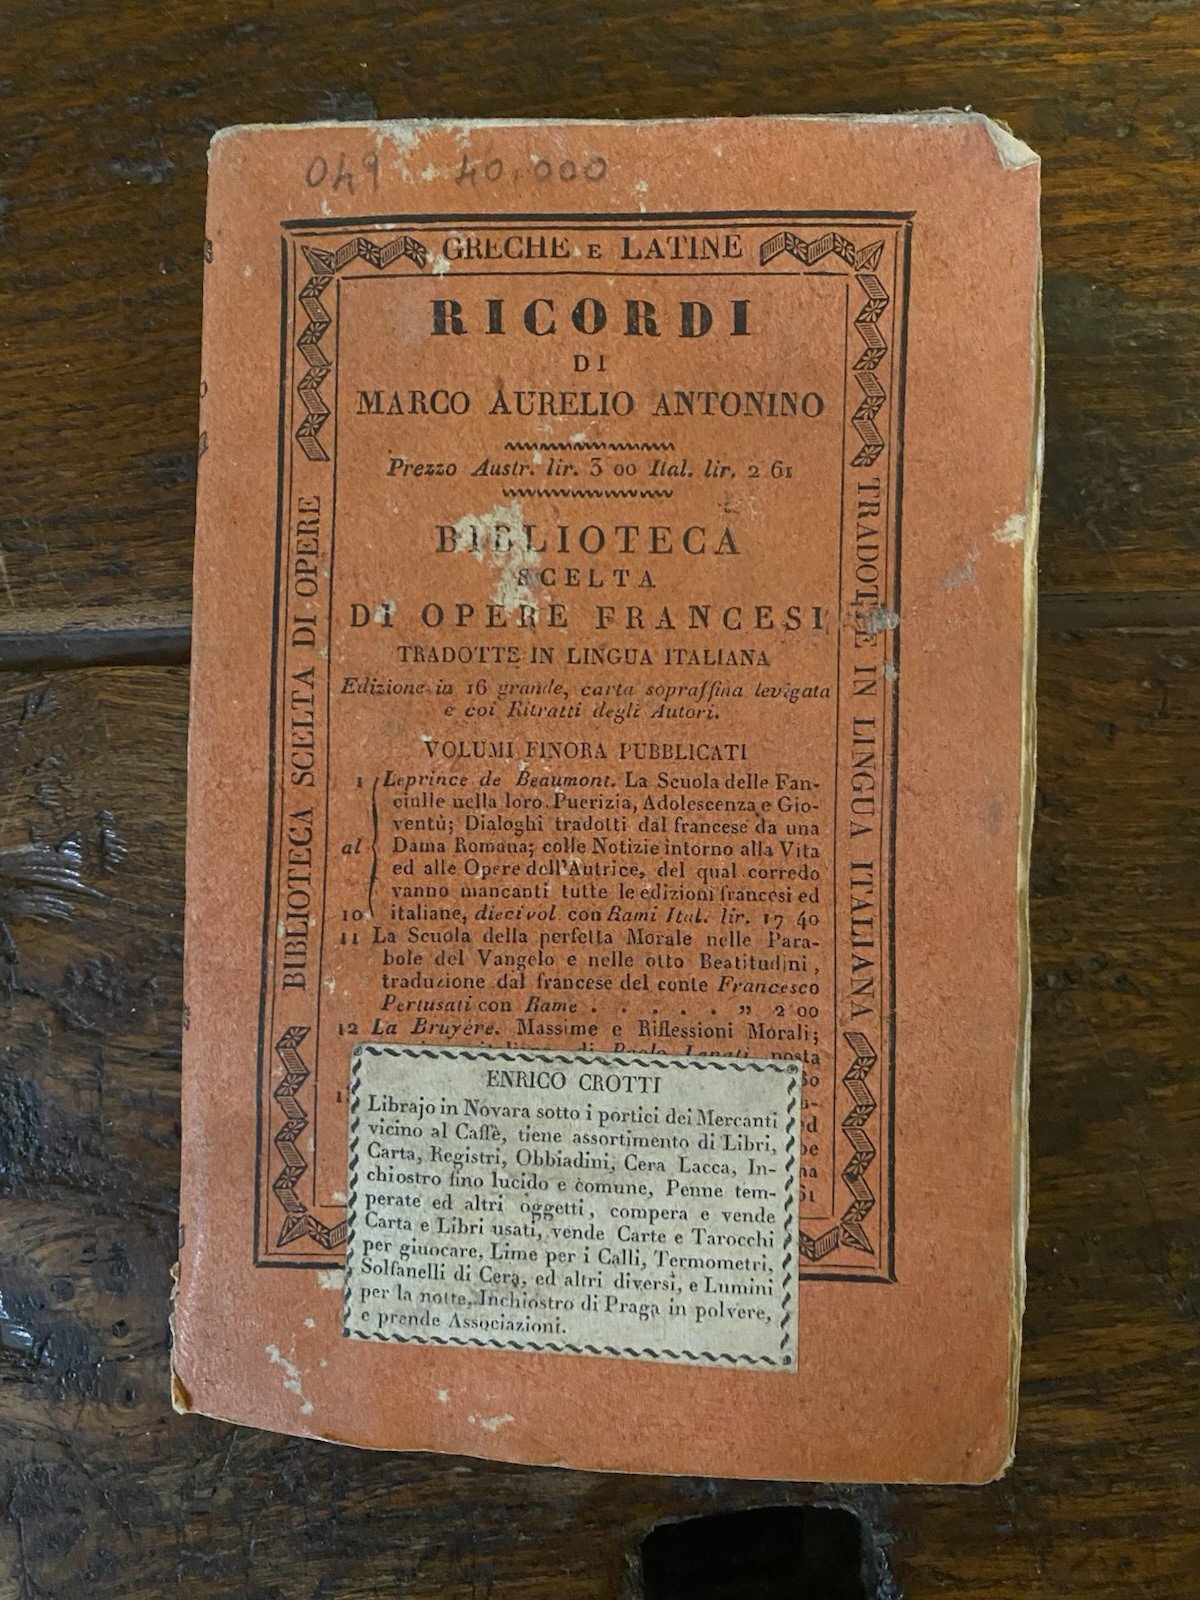 049 40.000
GRECHE E LATINE
RICORDI
DI
MARCO AURELIO ANTONINO
Prezzo Austr. lir. 3 00 Ital. lir. 2 61
BIBLIOTECA
SCELTA
DI OPERE FRANCESI
TRADOTTE IN LINGUA ITALIANA
Edizione in 16 grande, carta sopraffina levigata
e coi Ritratti degli Autori.
VOLUMI FINORA PUBBLICATI
1 Leprince de Beaumont. La Scuola delle Fan-
ciulle nella loro Puerizia, Adolescenza e Gio-
ventù; Dialoghi tradotti dal francese da una
al Dama Romana; colle Notizie intorno alla Vita
ed alle Opere dell'Autrice, del qual corredo
vanno mancanti tutte le edizioni francesi ed
10 italiane, dieci vol. con Rami Ital. lir. 17 40
11 La Scuola della perfetta Morale nelle Para-
bole del Vangelo e nelle otto Beatitudini,
traduzione dal francese del conte Francesco
Pertusati con Rame . . . . . „ 2 00
12 La Bruyère. Massime e Riflessioni Morali;
di Paolo posta
61
BIBLIOTECA SCELTA DI OPERE
TRADOTTE IN LINGUA ITALIANA
ENRICO CROTTI
Librajo in Novara sotto i portici dei Mercanti
vicino al Caffè, tiene assortimento di Libri,
Carta, Registri, Obbiadini, Cera Lacca, In-
chiostro fino lucido e comune, Penne tem-
perate ed altri oggetti, compera e vende
Carta e Libri usati, vende Carte e Tarocchi
per giuocare, Lime per i Calli, Termometri,
Solfanelli di Cera, ed altri diversi, e Lumini
per la notte, Inchiostro di Praga in polvere,
e prende Associazioni.